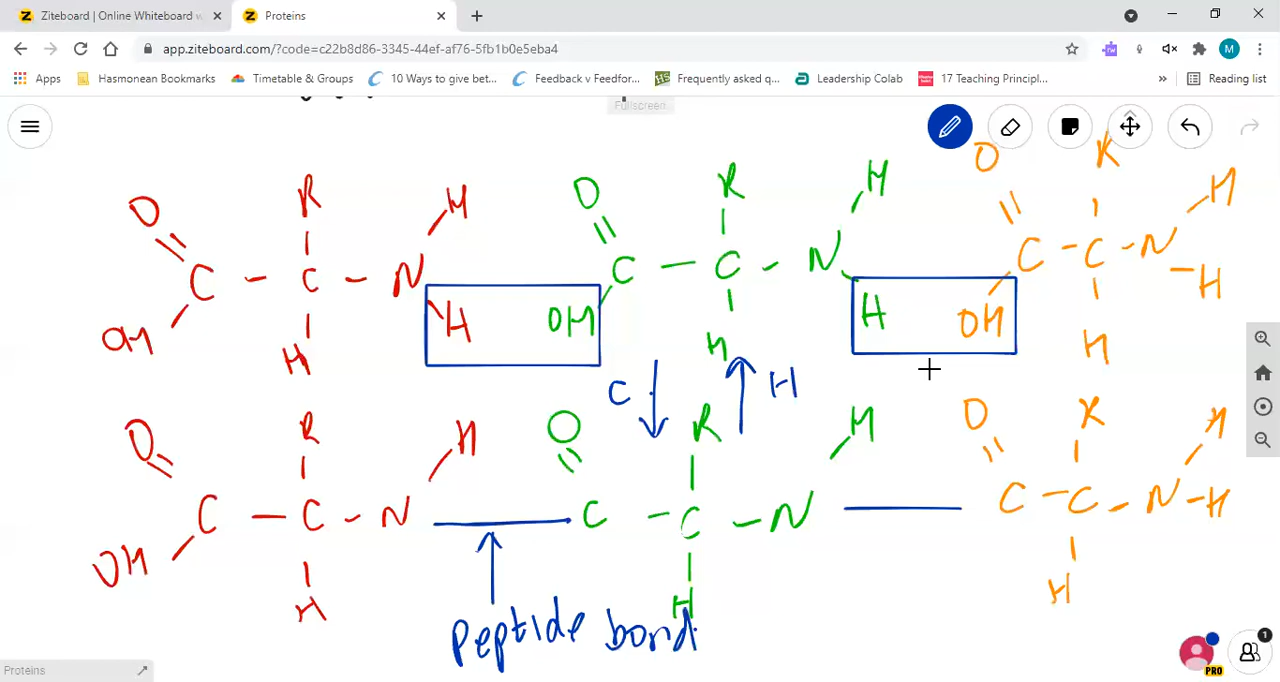 Ziteboard | Online Whiteboard w
Proteins
app.ziteboard.com/?code=c22b8d86-3345-44ef-af76-5fb1b0e5eba4
M
Apps
Hasmonean Bookmarks
Timetable & Groups
10 Ways to give bet...
Feedback v Feedfor...
Frequently asked q...
Leadership Colab
17 Teaching Principl...
»
Reading list
Fullscreen
O R H O R H O R H
C - C - N C - C - N C - C - N - H
OH H H OH H H OH H
C H
O R H O R H O R H
C - C - N C - C - N C - C - N - H
OH H H H
Peptide bond
Proteins
PRO
1